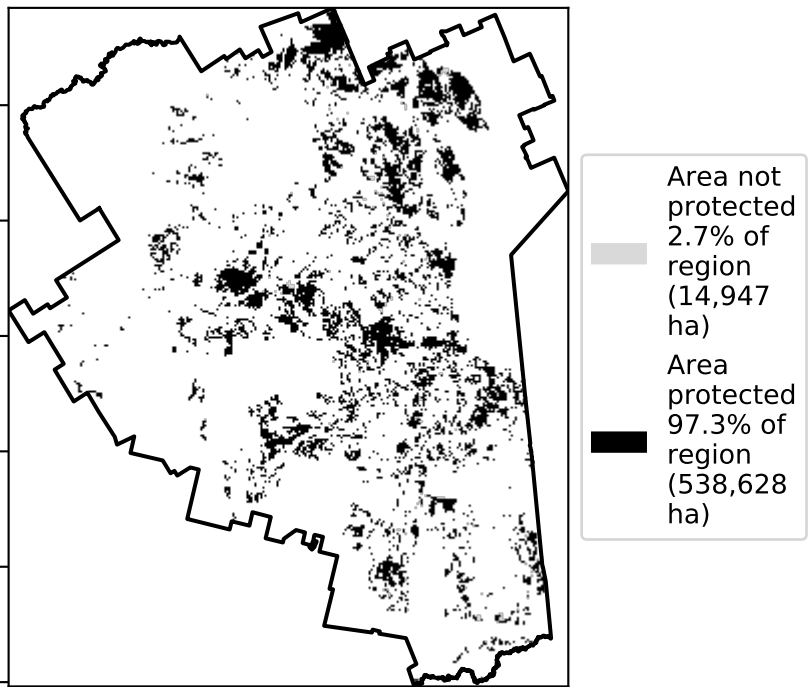 Area not
protected
2.7% of
region
(14,947
ha)
Area
protected
97.3% of
region
(538,628
ha)